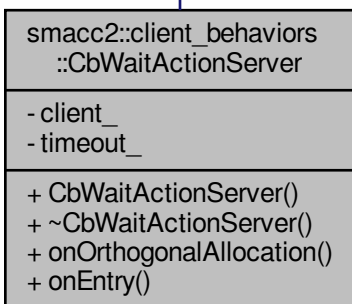 smacc2::client_behaviors
::CbWaitActionServer
- client_
- timeout_
+ CbWaitActionServer()
+ ~CbWaitActionServer()
+ onOrthogonalAllocation()
+ onEntry()